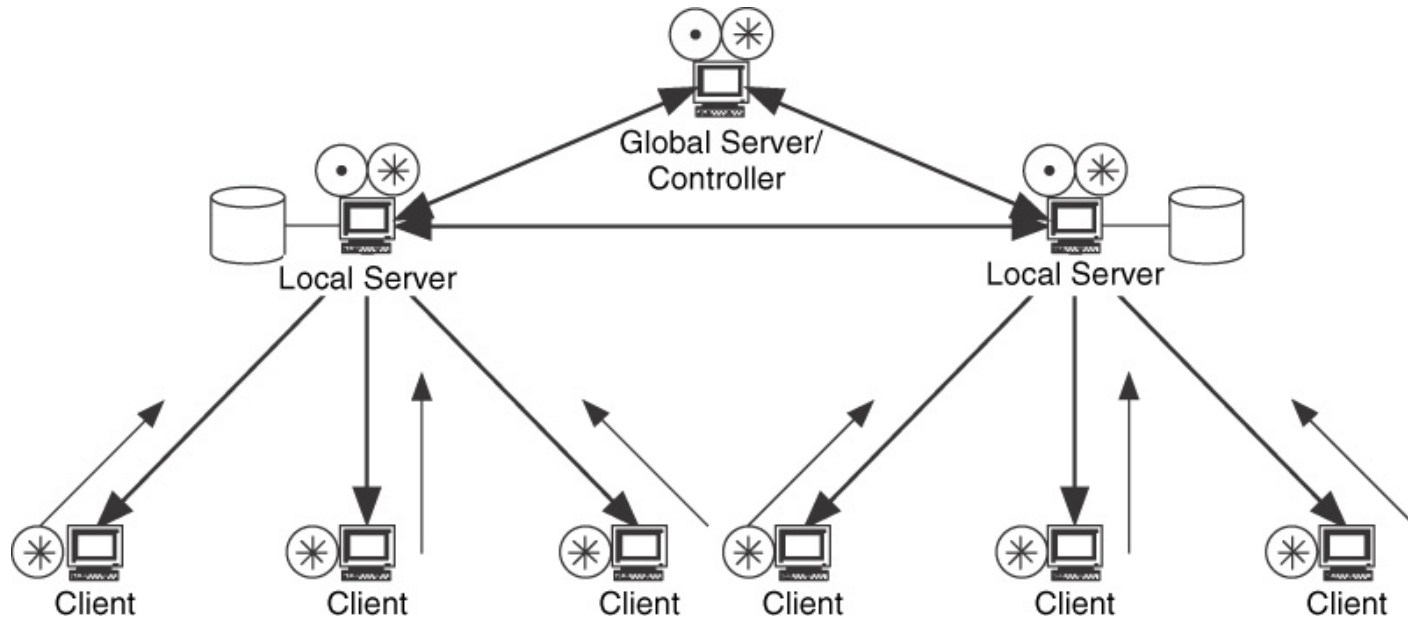 Global Server/
Controller
Local Server
Local Server
Client
Client
Client
Client
Client
Client